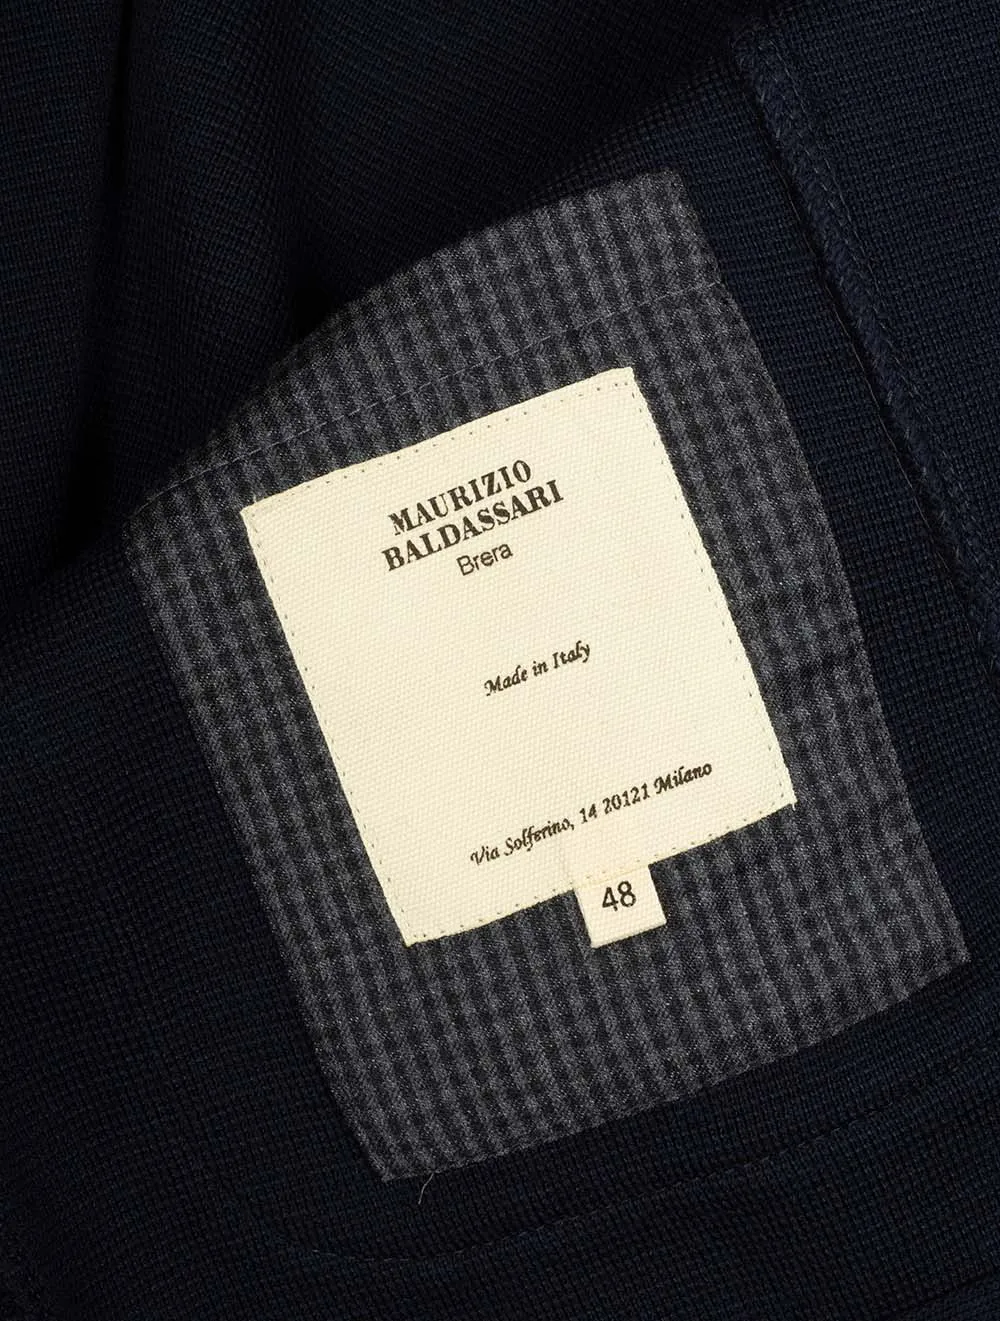 MAURIZIO
BALDASSARI
Brera
Made in Italy
Via Solferino, 14 20121 Milano
48